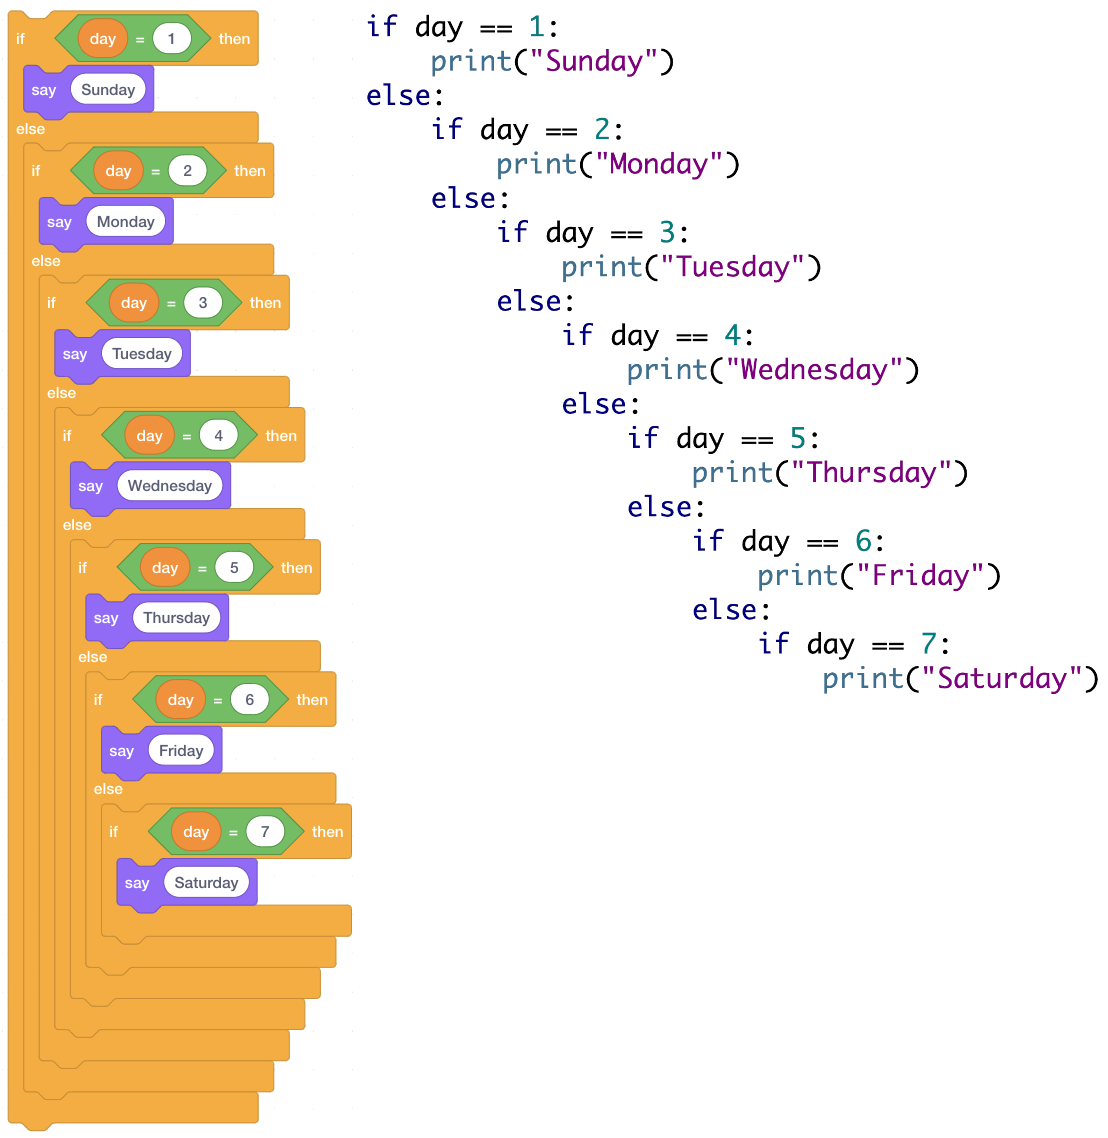 if day = 1 then
say Sunday
else
if day = 2 then
say Monday
else
if day = 3 then
say Tuesday
else
if day = 4 then
say Wednesday
else
if day = 5 then
say Thursday
else
if day = 6 then
say Friday
else
if day = 7 then
say Saturday
if day == 1:
    print("Sunday")
else:
    if day == 2:
        print("Monday")
    else:
        if day == 3:
            print("Tuesday")
        else:
            if day == 4:
                print("Wednesday")
            else:
                if day == 5:
                    print("Thursday")
                else:
                    if day == 6:
                        print("Friday")
                    else:
                        if day == 7:
                            print("Saturday")